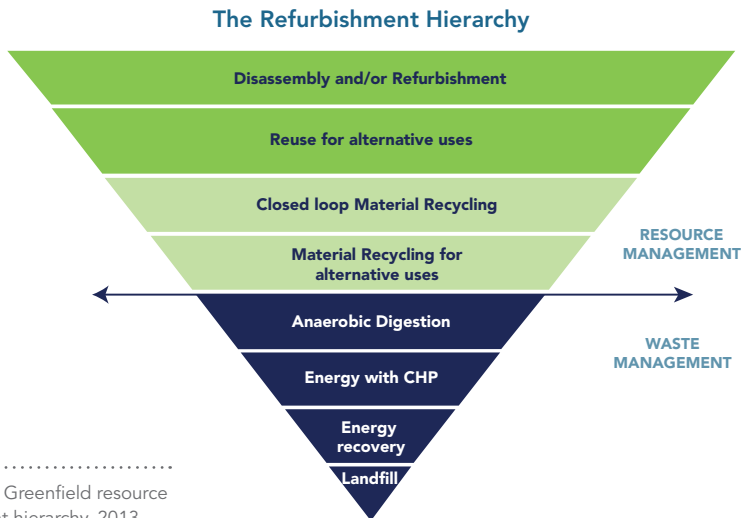 The Refurbishment Hierarchy
Disassembly and/or Refurbishment
Reuse for alternative uses
Closed loop Material Recycling
Material Recycling for
alternative uses
RESOURCE
MANAGEMENT
Anaerobic Digestion
WASTE
MANAGEMENT
Energy with CHP
Energy
recovery
Landfill
Greenfield resource
hierarchy, 2013